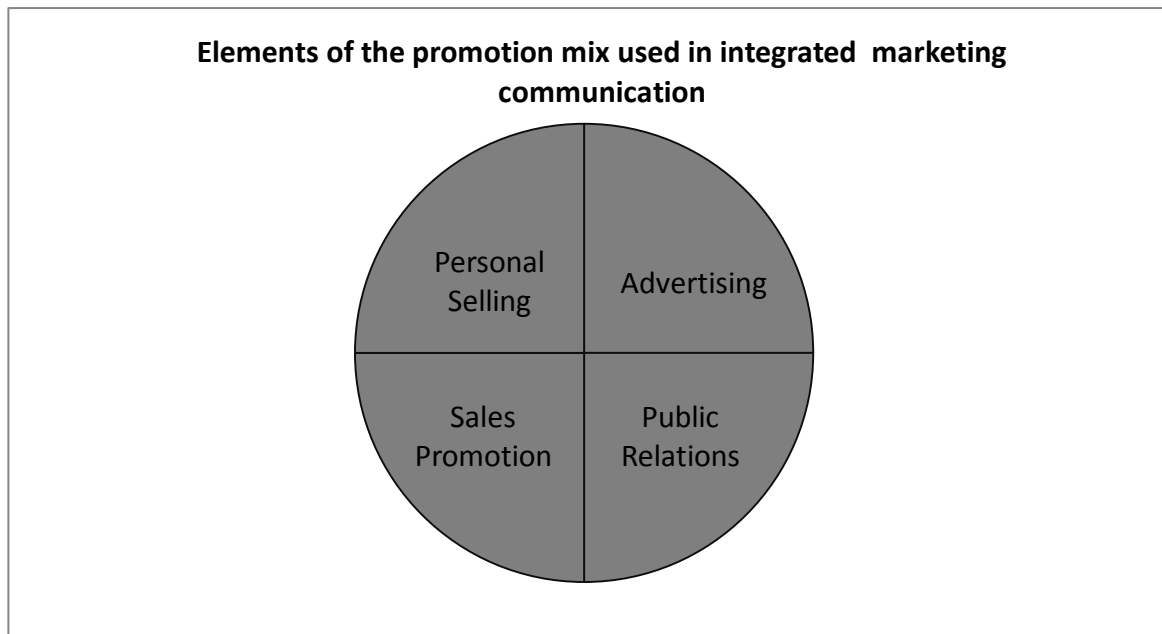 Elements of the promotion mix used in integrated marketing
communication
Personal
Selling
Advertising
Sales
Promotion
Public
Relations